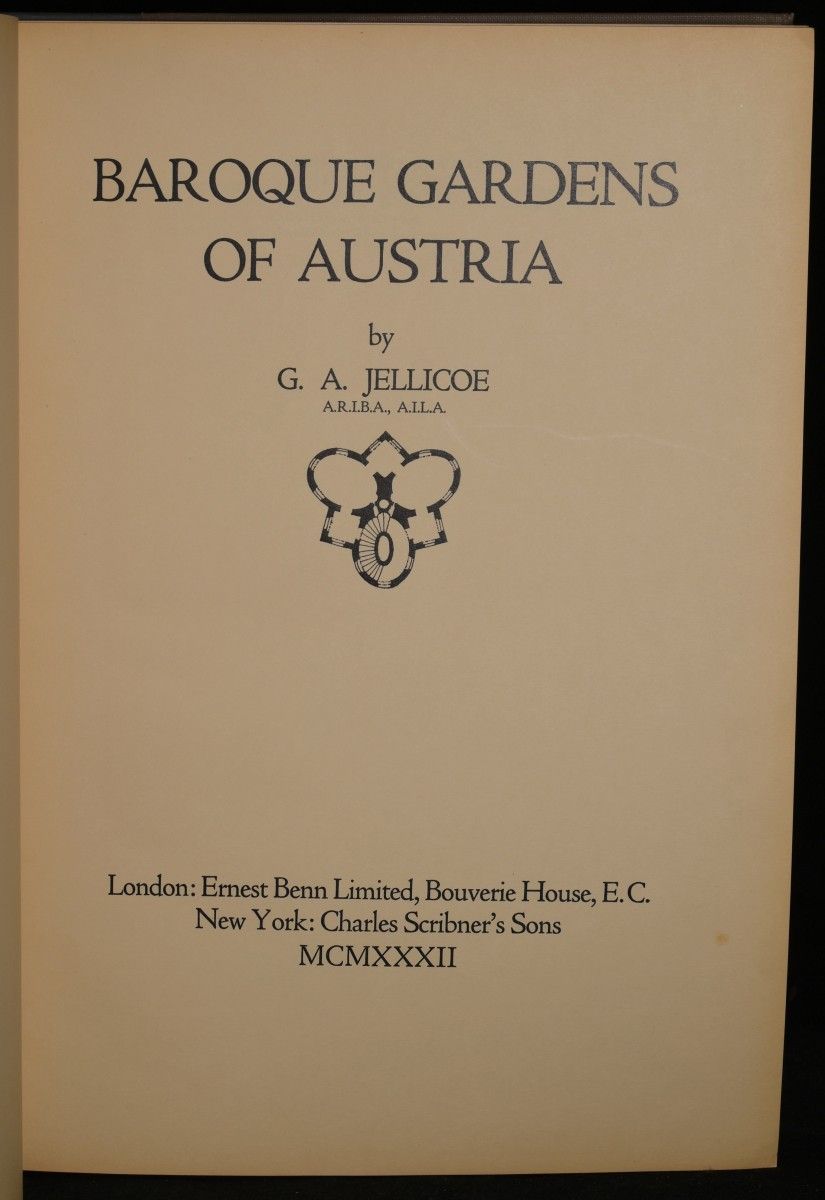 BAROQUE GARDENS
OF AUSTRIA
by
G. A. JELLICOE
A.R.I.B.A., A.I.L.A.
London: Ernest Benn Limited, Bouverie House, E.C.
New York: Charles Scribner's Sons
MCMXXXII